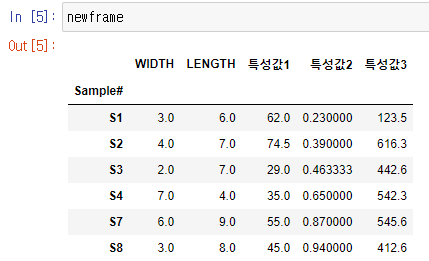 In [5]: newframe
Out[5]:
WIDTH LENGTH 특성값1 특성값2 특성값3
Sample#
S1 3.0 6.0 62.0 0.230000 123.5
S2 4.0 7.0 74.5 0.390000 616.3
S3 2.0 7.0 29.0 0.463333 442.6
S4 7.0 4.0 35.0 0.650000 542.3
S7 6.0 9.0 55.0 0.870000 545.6
S8 3.0 8.0 45.0 0.940000 412.6